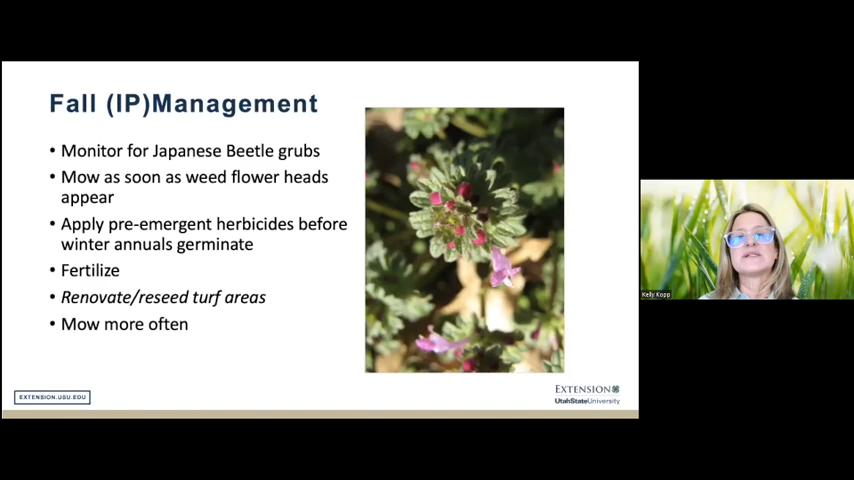 Fall (IP)Management
• Monitor for Japanese Beetle grubs
• Mow as soon as weed flower heads
appear
• Apply pre-emergent herbicides before
winter annuals germinate
• Fertilize
• Renovate/reseed turf areas
• Mow more often
EXTENSION.USU.EDU
EXTENSION
UtahStateUniversity
Kelly Kopp